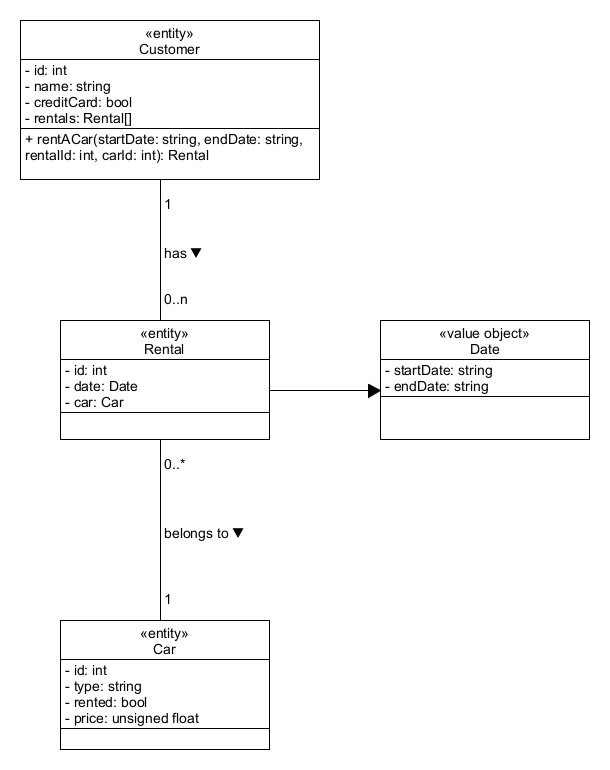 «entity»
Customer
- id: int
- name: string
- creditCard: bool
- rentals: Rental[]
+ rentACar(startDate: string, endDate: string,
rentalId: int, carId: int): Rental
1
has ▼
0..n
«entity»
Rental
- id: int
- date: Date
- car: Car
«value object»
Date
- startDate: string
- endDate: string
0..*
belongs to ▼
1
«entity»
Car
- id: int
- type: string
- rented: bool
- price: unsigned float